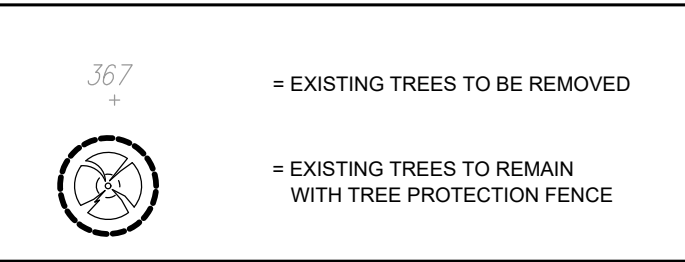 367
+
= EXISTING TREES TO BE REMOVED
= EXISTING TREES TO REMAIN
WITH TREE PROTECTION FENCE